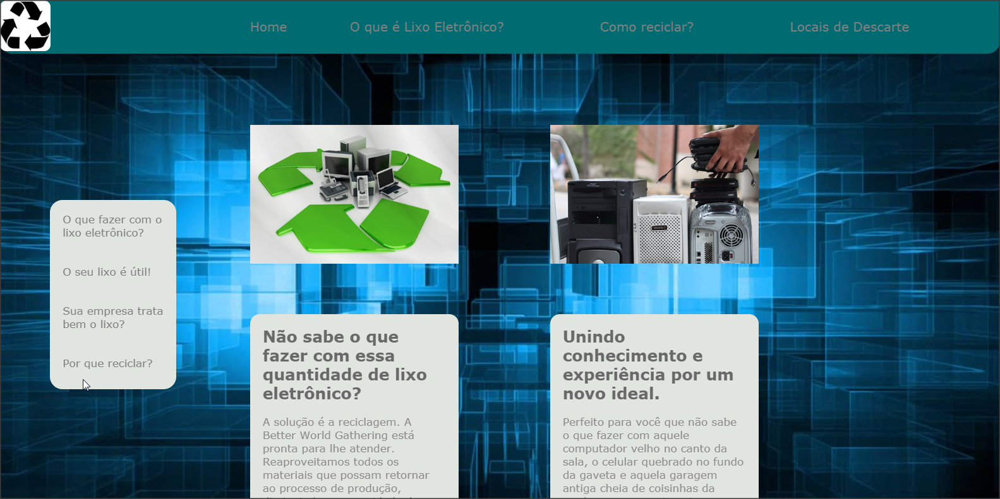 Home
O que é Lixo Eletrônico?
Como reciclar?
Locais de Descarte
O que fazer com o
lixo eletrônico?
O seu lixo é útil!
Sua empresa trata
bem o lixo?
Por que reciclar?
Não sabe o que
fazer com essa
quantidade de lixo
eletrônico?
A solução é a reciclagem. A
Better World Gathering está
pronta para lhe atender.
Reaproveitamos todos os
materiais que possam retornar
ao processo de produção,
Unindo
conhecimento e
experiência por um
novo ideal.
Perfeito para você que não sabe
o que fazer com aquele
computador velho no canto da
sala, o celular quebrado no fundo
da gaveta e aquela garagem
antiga cheia de coisinhas da